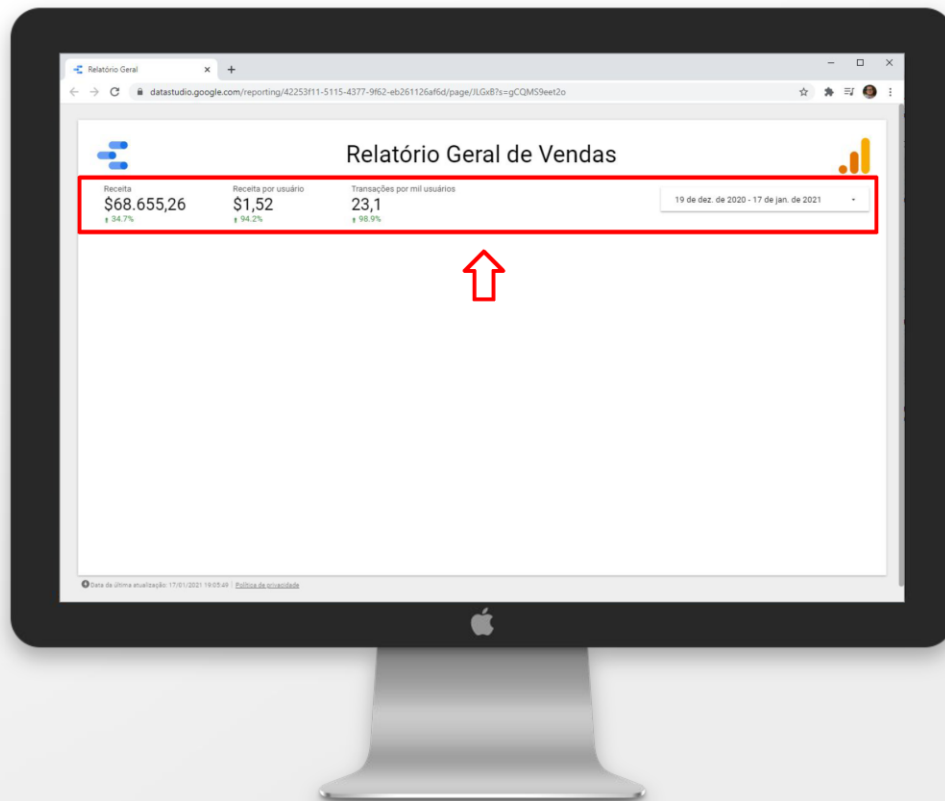 Relatório Geral
datastudio.google.com/reporting/42253f11-5115-4377-9f62-eb261126af6d/page/JLGxB?s=gCQMS9eet2o
Relatório Geral de Vendas
Receita
$68.655,26
34.7%
Receita por usuário
$1,52
94.2%
Transações por mil usuários
23,1
98.9%
19 de dez. de 2020 - 17 de jan. de 2021
Data da última atualização: 17/01/2021 19:05:49 | Política de privacidade